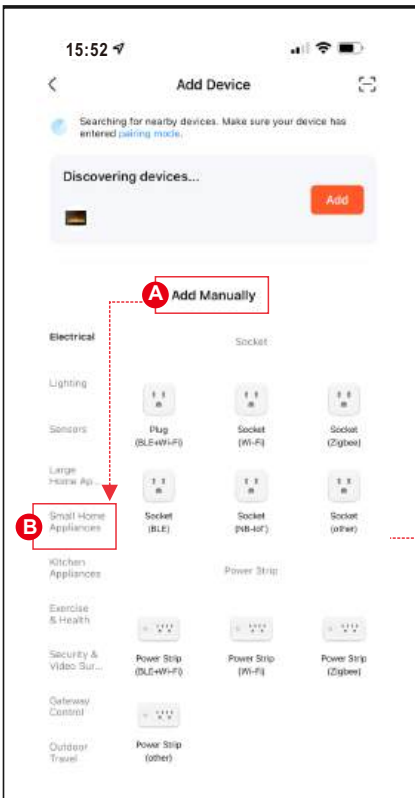 15:52
Add Device
Searching for nearby devices. Make sure your device has
entered pairing mode.
Discovering devices...
Add
A
Add Manually
Electrical
Socket
Lighting
Sensors
Plug
(BLE+Wi-Fi)
Socket
(Wi-Fi)
Socket
(Zigbee)
Large
Home Ap...
B
Small Home
Appliances
Socket
(BLE)
Socket
(NB-IoT)
Socket
(other)
Kitchen
Appliances
Power Strip
Exercise
& Health
Security &
Video Sur...
Power Strip
(BLE+Wi-Fi)
Power Strip
(Wi-Fi)
Power Strip
(Zigbee)
Gateway
Control
Outdoor
Travel
Power Strip
(other)